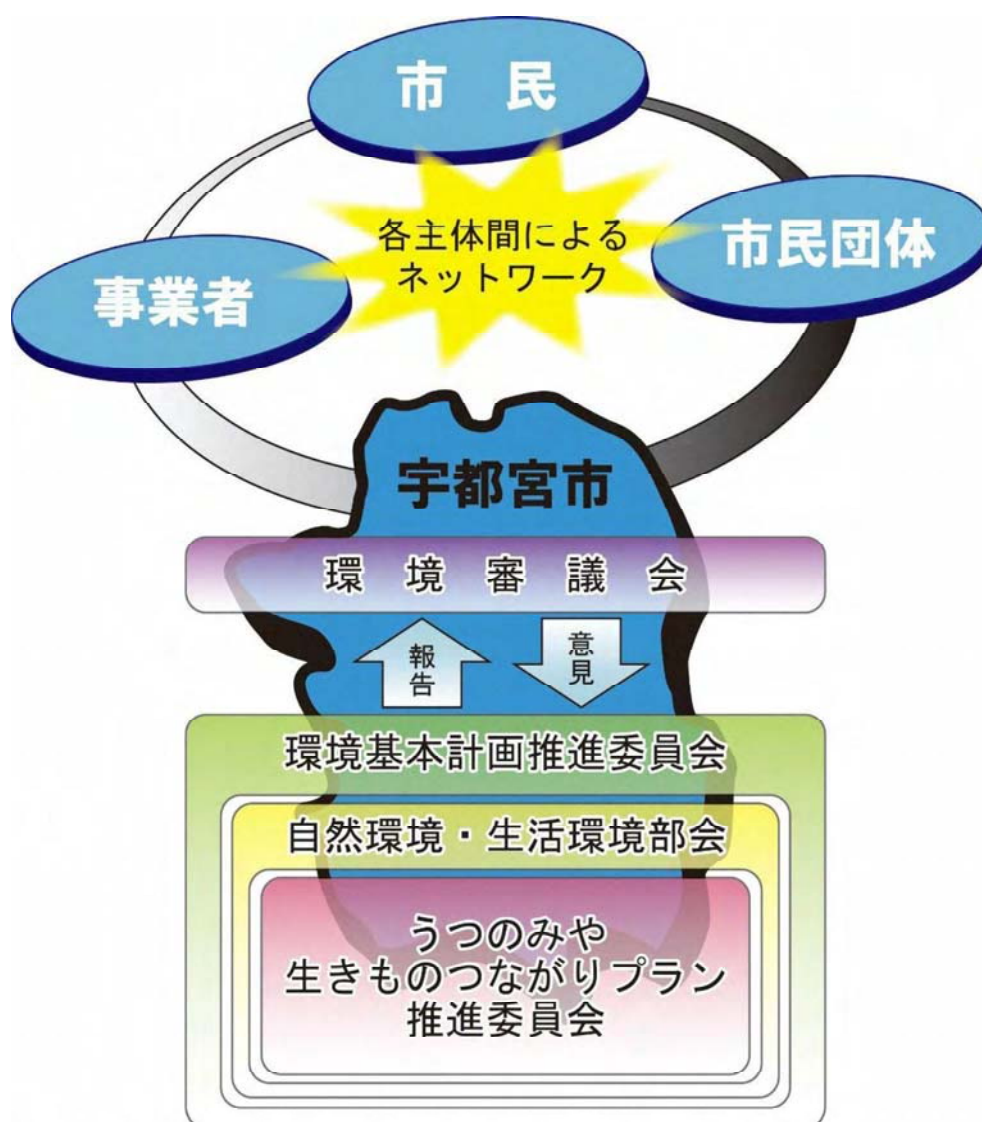 市 民
各主体間による
ネットワーク
市民団体
事業者
宇都宮市
環 境 審 議 会
報告
意見
環境基本計画推進委員会
自然環境・生活環境部会
うつのみや
生きものつながりプラン
推進委員会